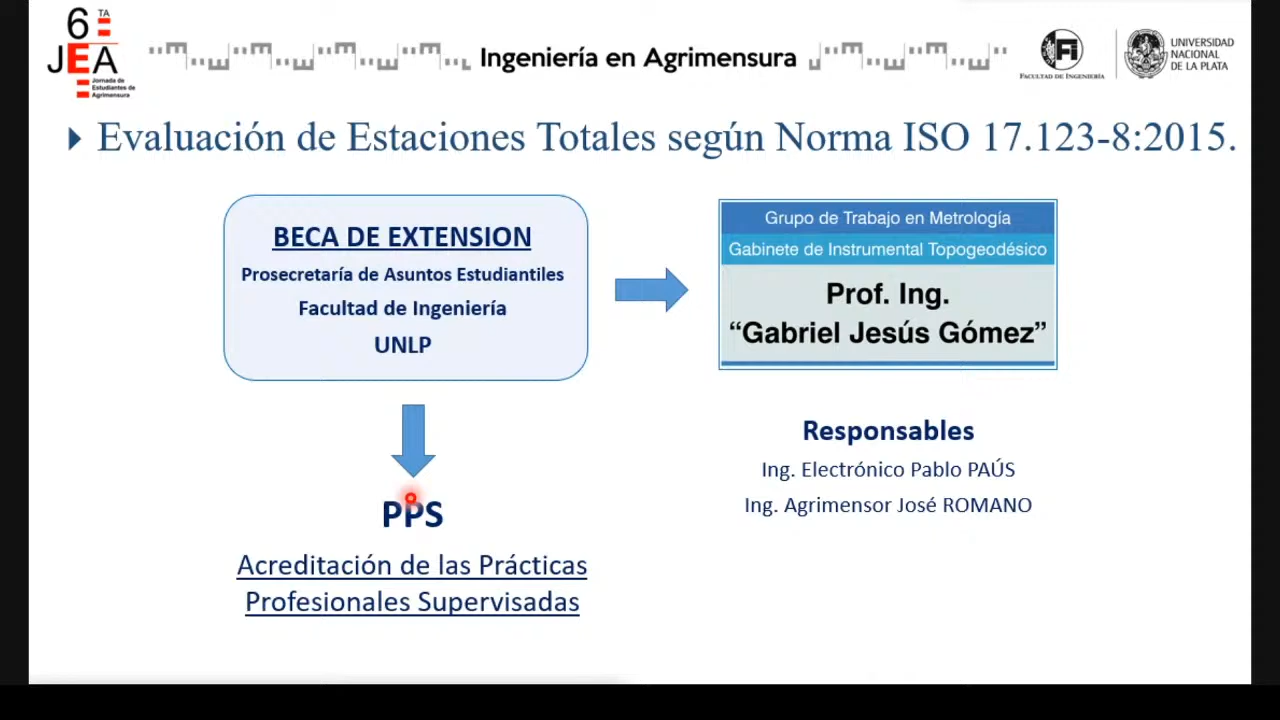 6 TA
JEA
Jornada de
Estudiantes de
Agrimensura
Ingeniería en Agrimensura
FACULTAD DE INGENIERÍA
UNIVERSIDAD
NACIONAL
DE LA PLATA
Evaluación de Estaciones Totales según Norma ISO 17.123-8:2015.
BECA DE EXTENSION
Prosecretaría de Asuntos Estudiantiles
Facultad de Ingeniería
UNLP
Grupo de Trabajo en Metrología
Gabinete de Instrumental Topogeodésico
Prof. Ing.
“Gabriel Jesús Gómez”
Responsables
Ing. Electrónico Pablo PAÚS
Ing. Agrimensor José ROMANO
PPS
Acreditación de las Prácticas
Profesionales Supervisadas